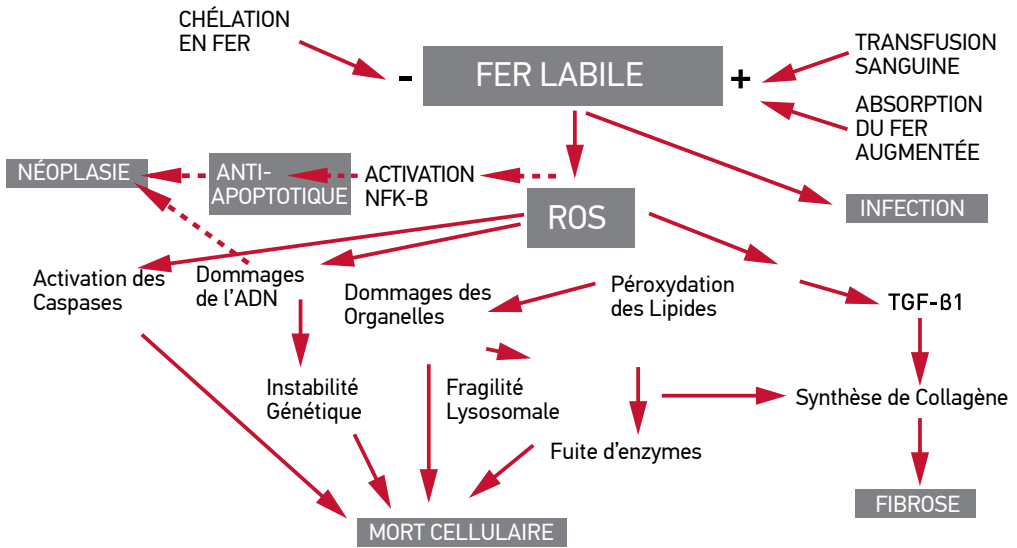 CHÉLATION
EN FER
-
FER LABILE
+
TRANSFUSION
SANGUINE
ABSORPTION
DU FER
AUGMENTÉE
NÉOPLASIE
ANTI-
APOPTOTIQUE
ACTIVATION
NFK-B
ROS
INFECTION
Activation des
Caspases
Dommages
de l'ADN
Dommages des
Organelles
Péroxydation
des Lipides
TGF-ß1
Instabilité
Génétique
Fragilité
Lysosomale
Synthèse de Collagène
Fuite d'enzymes
FIBROSE
MORT CELLULAIRE